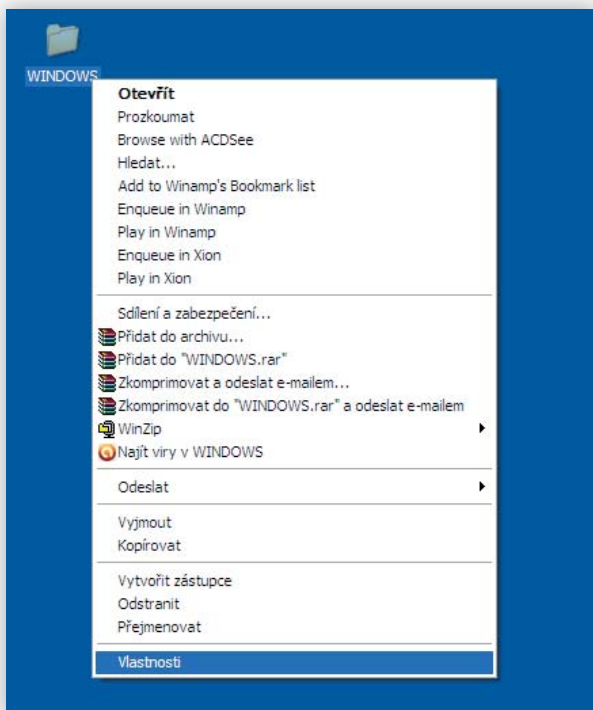 WINDOWS
Otevřít
Prozkoumat
Browse with ACDSee
Hledat...
Add to Winamp's Bookmark list
Enqueue in Winamp
Play in Winamp
Enqueue in Xion
Play in Xion
Sdílení a zabezpečení...
Přidat do archivu...
Přidat do "WINDOWS.rar"
Zkomprimovat a odeslat e-mailem...
Zkomprimovat do "WINDOWS.rar" a odeslat e-mailem
WinZip
Najít viry v WINDOWS
Odeslat
Vyjmout
Kopírovat
Vytvořit zástupce
Odstranit
Přejmenovat
Vlastnosti